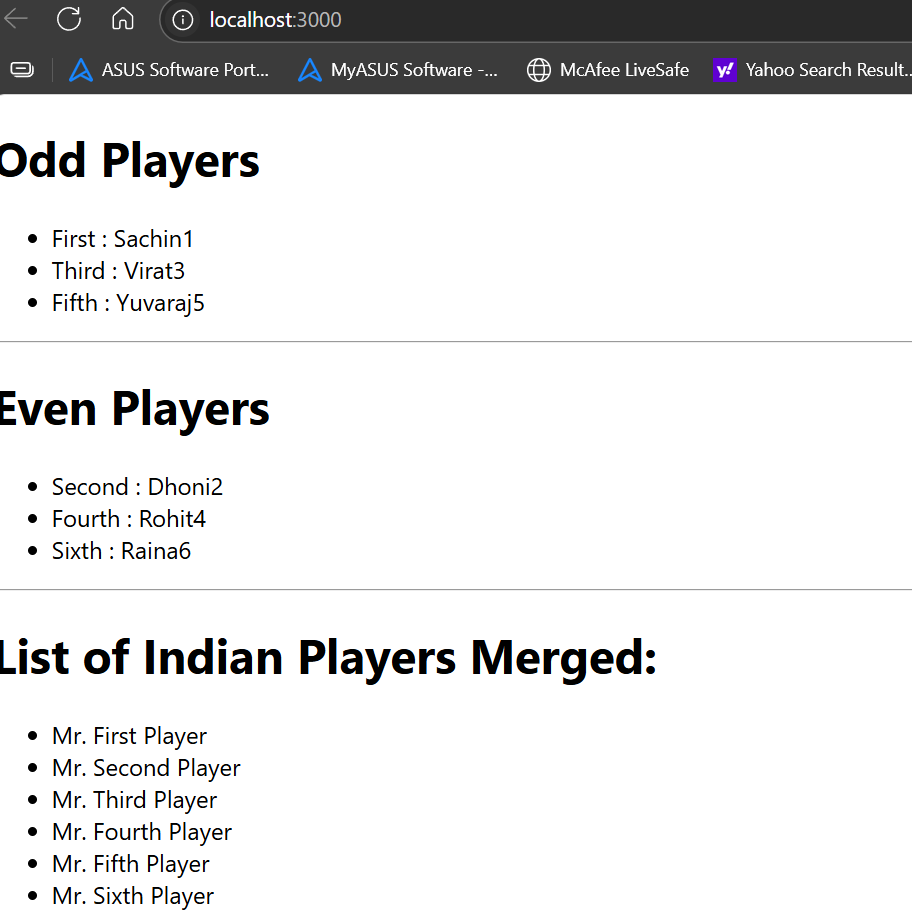 localhost:3000
ASUS Software Port... MyASUS Software -... McAfee LiveSafe y! Yahoo Search Result...
Odd Players
First : Sachin1
Third : Virat3
Fifth : Yuvaraj5
Even Players
Second : Dhoni2
Fourth : Rohit4
Sixth : Raina6
List of Indian Players Merged:
Mr. First Player
Mr. Second Player
Mr. Third Player
Mr. Fourth Player
Mr. Fifth Player
Mr. Sixth Player